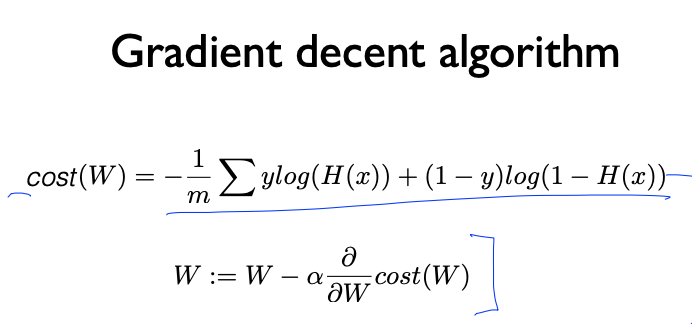 Gradient decent algorithm
cost(W) = −1/m ∑ ylog(H(x)) + (1 − y)log(1 − H(x))
W := W − α ∂/∂W cost(W)